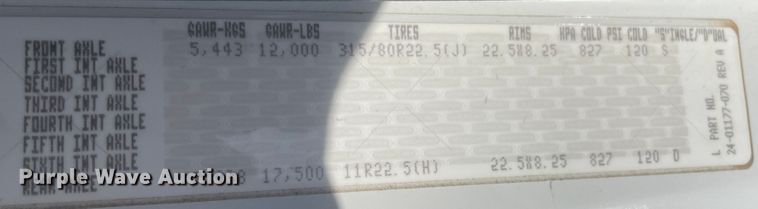 GAWR-KGS GAWR-LBS TIRES RIMS KPA COLD PSI COLD "S"INGLE/"D"UAL
FRONT AXLE 5,443 12,000 315/80R22.5(J) 22.5X8.25 827 120 S
FIRST INT AXLE
SECOND INT AXLE
THIRD INT AXLE
FOURTH INT AXLE
FIFTH INT AXLE
SIXTH INT AXLE
REAR AXLE 17,500 11R22.5(H) 22.5X8.25 827 120 D
L PART NO.
24-01177-070 REV A
Purple Wave Auction